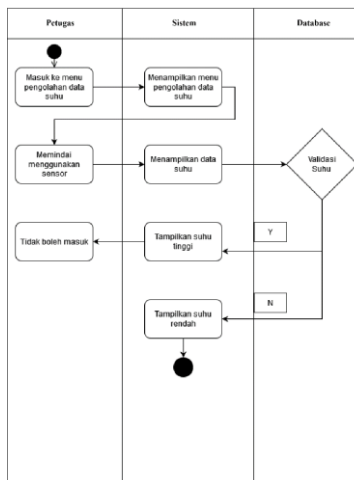 Petugas
Sistem
Database
Masuk ke menu
pengolahan data
suhu
Menampilkan menu
pengolahan data
suhu
Memindai
menggunakan
sensor
Menampilkan data
suhu
Validasi
Suhu
Tidak boleh masuk
Tampilkan suhu
tinggi
Y
Tampilkan suhu
rendah
N